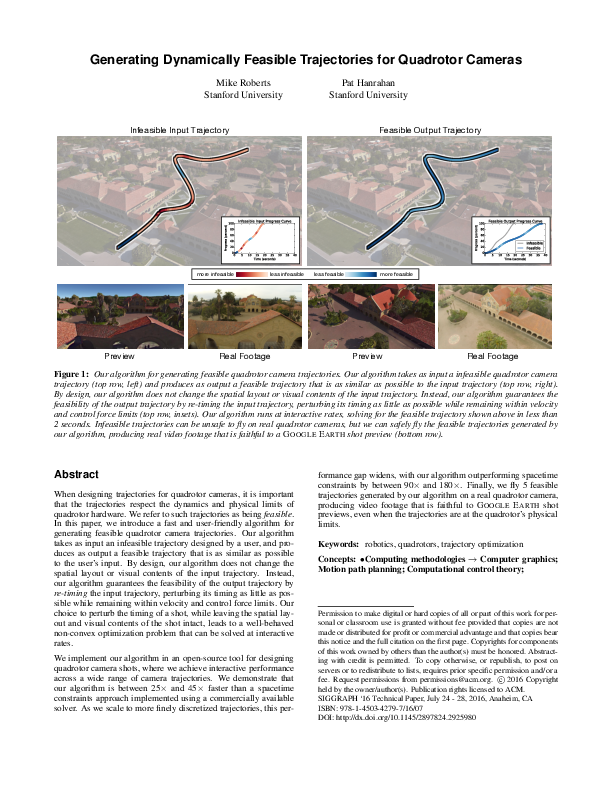 Generating Dynamically Feasible Trajectories for Quadrotor Cameras
Mike Roberts
Stanford University
Pat Hanrahan
Stanford University
Infeasible Input Trajectory
Feasible Output Trajectory
Infeasible Input Progress Curve
Progress (percent)
Time (seconds)
Feasible Output Progress Curve
Progress (percent)
Infeasible
Feasible
Time (seconds)
more infeasible
less infeasible
less feasible
more feasible
Preview
Real Footage
Preview
Real Footage
Figure 1: Our algorithm for generating feasible quadrotor camera trajectories. Our algorithm takes as input a infeasible quadrotor camera
trajectory (top row, left) and produces as output a feasible trajectory that is as similar as possible to the input trajectory (top row, right).
By design, our algorithm does not change the spatial layout or visual contents of the input trajectory. Instead, our algorithm guarantees the
feasibility of the output trajectory by re-timing the input trajectory, perturbing its timing as little as possible while remaining within velocity
and control force limits (top row, insets). Our algorithm runs at interactive rates, solving for the feasible trajectory shown above in less than
2 seconds. Infeasible trajectories can be unsafe to fly on real quadrotor cameras, but we can safely fly the feasible trajectories generated by
our algorithm, producing real video footage that is faithful to a GOOGLE EARTH shot preview (bottom row).
Abstract
When designing trajectories for quadrotor cameras, it is important
that the trajectories respect the dynamics and physical limits of
quadrotor hardware. We refer to such trajectories as being feasible.
In this paper, we introduce a fast and user-friendly algorithm for
generating feasible quadrotor camera trajectories. Our algorithm
takes as input an infeasible trajectory designed by a user, and pro-
duces as output a feasible trajectory that is as similar as possible
to the user's input. By design, our algorithm does not change the
spatial layout or visual contents of the input trajectory. Instead,
our algorithm guarantees the feasibility of the output trajectory by
re-timing the input trajectory, perturbing its timing as little as pos-
sible while remaining within velocity and control force limits. Our
choice to perturb the timing of a shot, while leaving the spatial lay-
out and visual contents of the shot intact, leads to a well-behaved
non-convex optimization problem that can be solved at interactive
rates.
We implement our algorithm in an open-source tool for designing
quadrotor camera shots, where we achieve interactive performance
across a wide range of camera trajectories. We demonstrate that
our algorithm is between 25× and 45× faster than a spacetime
constraints approach implemented using a commercially available
solver. As we scale to more finely discretized trajectories, this per-
formance gap widens, with our algorithm outperforming spacetime
constraints by between 90× and 180×. Finally, we fly 5 feasible
trajectories generated by our algorithm on a real quadrotor camera,
producing video footage that is faithful to GOOGLE EARTH shot
previews, even when the trajectories are at the quadrotor's physical
limits.
Keywords: robotics, quadrotors, trajectory optimization
Concepts: •Computing methodologies → Computer graphics;
Motion path planning; Computational control theory;
Permission to make digital or hard copies of all or part of this work for per-
sonal or classroom use is granted without fee provided that copies are not
made or distributed for profit or commercial advantage and that copies bear
this notice and the full citation on the first page. Copyrights for components
of this work owned by others than the author(s) must be honored. Abstract-
ing with credit is permitted. To copy otherwise, or republish, to post on
servers or to redistribute to lists, requires prior specific permission and/or a
fee. Request permissions from permissions@acm.org. © 2016 Copyright
held by the owner/author(s). Publication rights licensed to ACM.
SIGGRAPH '16 Technical Paper, July 24 - 28, 2016, Anaheim, CA
ISBN: 978-1-4503-4279-7/16/07
DOI: http://dx.doi.org/10.1145/2897824.2925980